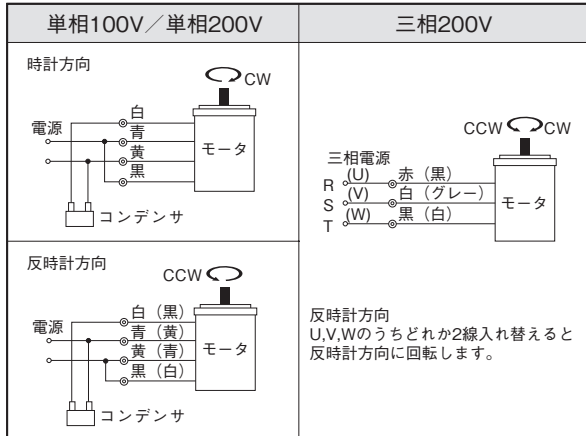 単相100V／単相200V
時計方向
CW
白
電源
青
黄
黒
モータ
コンデンサ
反時計方向
CCW
白（黒）
電源
青（黄）
黄（青）
黒（白）
モータ
コンデンサ
三相200V
CCW CW
三相電源
R (U) 赤（黒）
S (V) 白（グレー）
T (W) 黒（白）
モータ
反時計方向
U,V,Wのうちどれか2線入れ替えると
反時計方向に回転します。